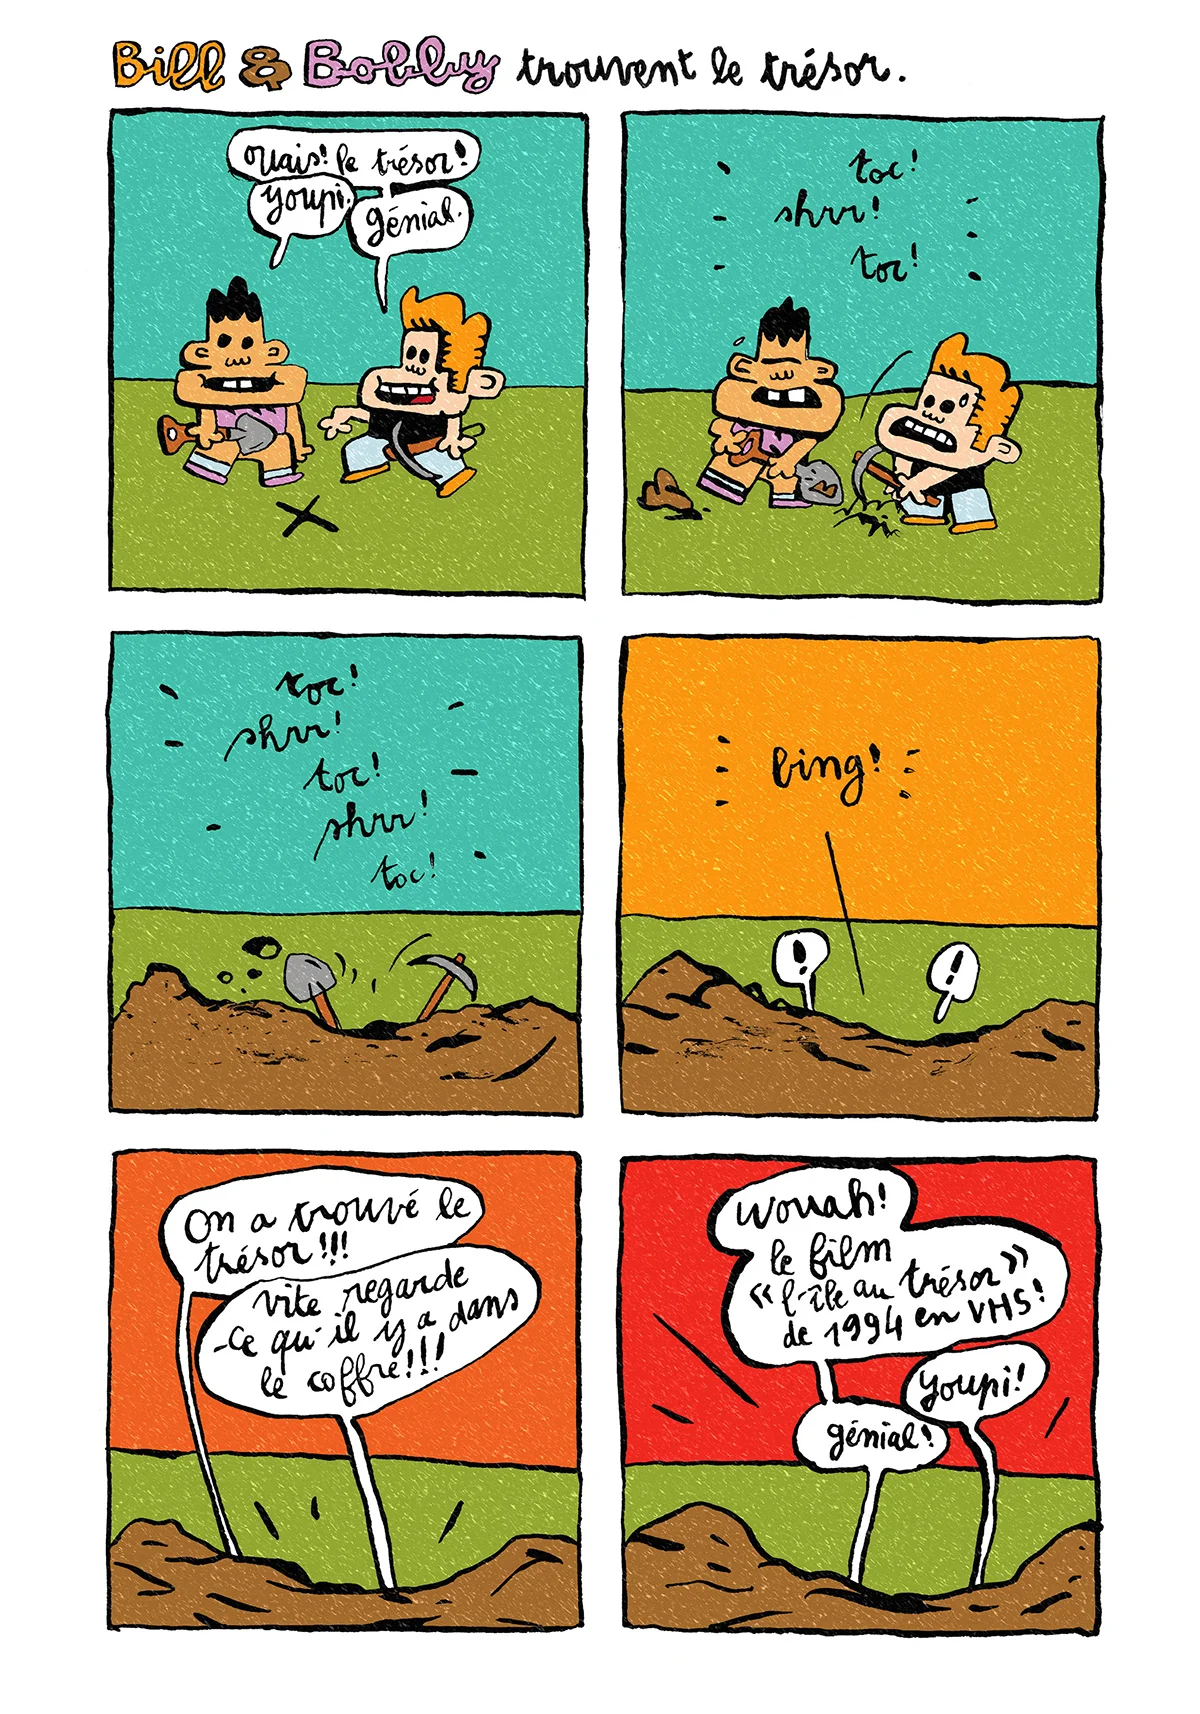 Bill & Bobby trouvent le trésor.
ouais! le trésor!
youpi.
génial.
toc!
shrr!
toc!
toc!
shrr!
toc!
shrr!
toc!
bing!
!
!
On a trouvé le
trésor!!!
vite regarde
ce qu'il y a dans
le coffre!!!
wouah!
le film
«l'île au trésor»
de 1994 en VHS!
génial!
youpi!